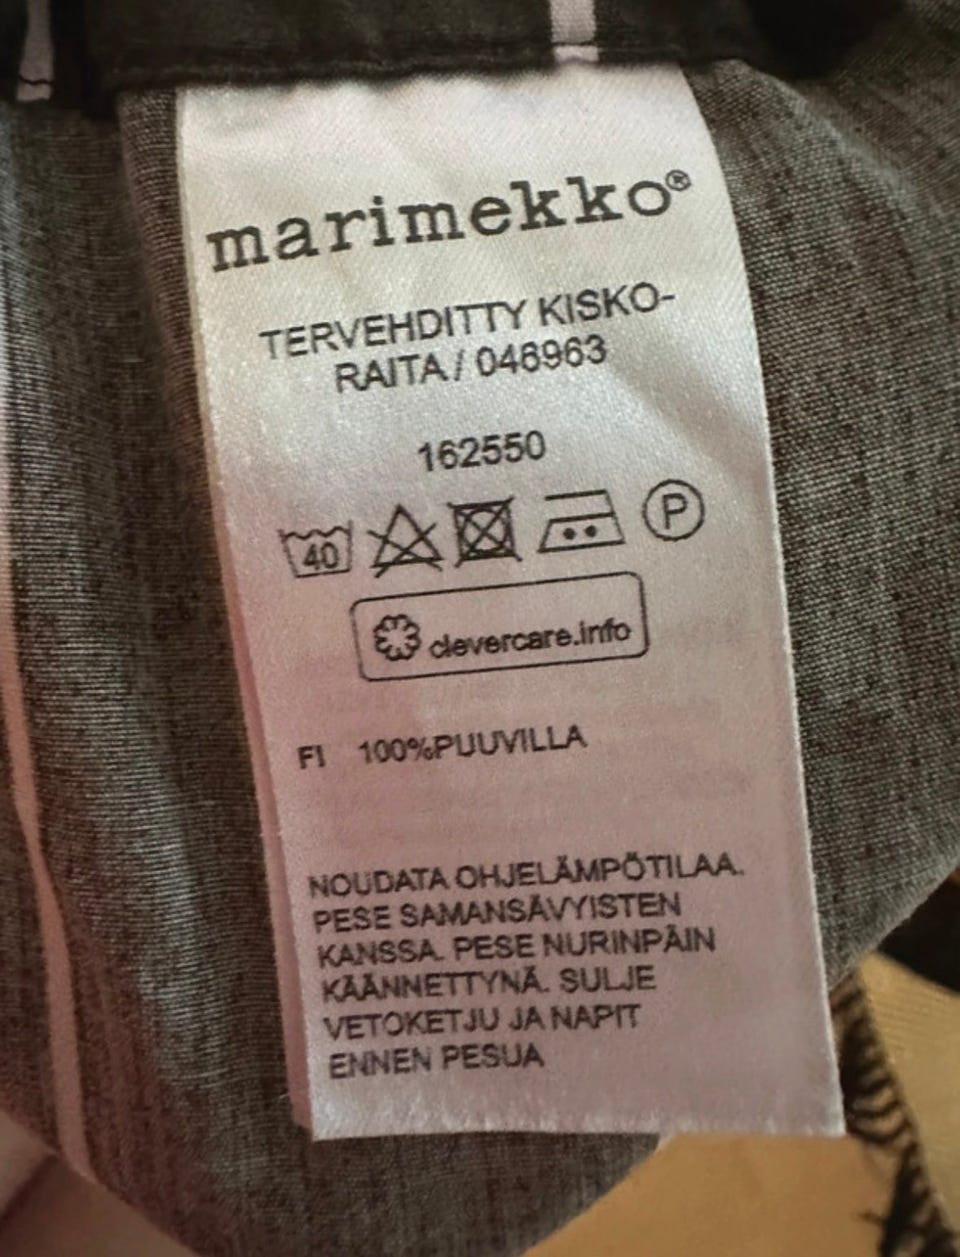 marimekko®
TERVEHDITTY KISKO-
RAITA / 046963
162550
40 P
clevercare.info
FI 100%PUUVILLA
NOUDATA OHJELÄMPÖTILAA.
PESE SAMANSÄVYISTEN
KANSSA. PESE NURINPÄIN
KÄÄNNETTYNÄ. SULJE
VETOKETJU JA NAPIT
ENNEN PESUA